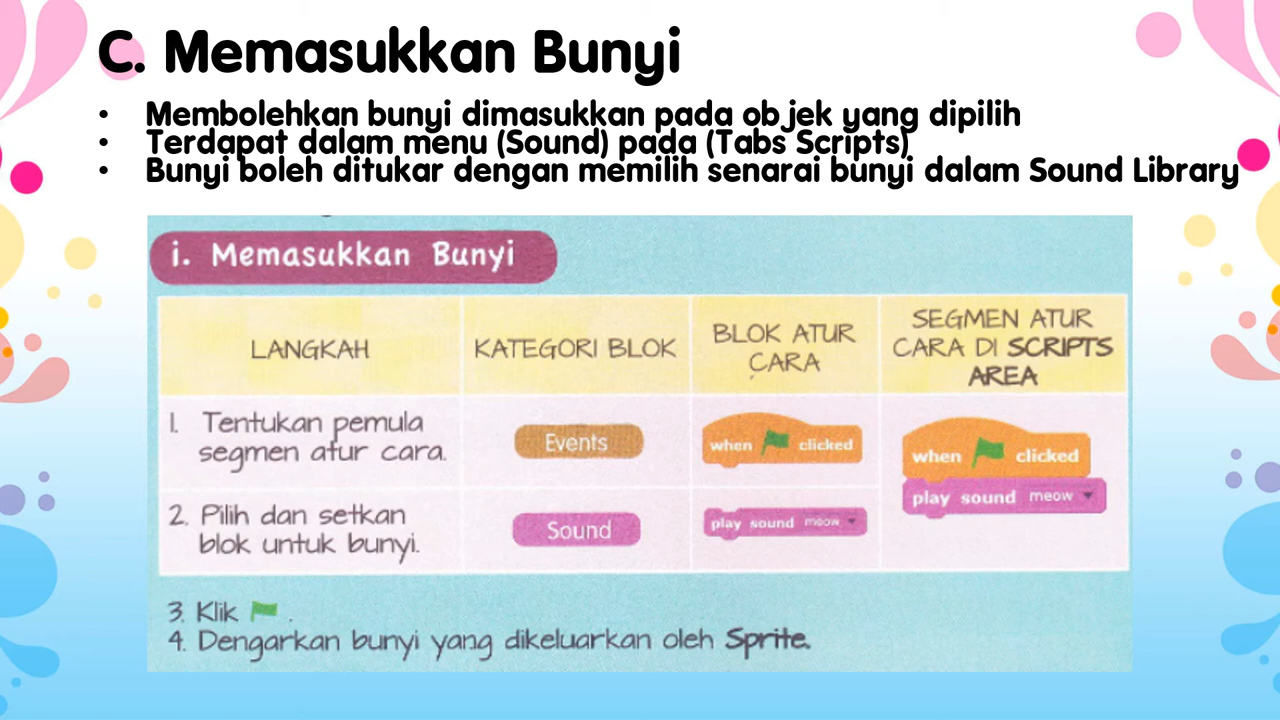 C. Memasukkan Bunyi
• Membolehkan bunyi dimasukkan pada objek yang dipilih
• Terdapat dalam menu (Sound) pada (Tabs Scripts)
• Bunyi boleh ditukar dengan memilih senarai bunyi dalam Sound Library
i. Memasukkan Bunyi
LANGKAH
KATEGORI BLOK
BLOK ATUR
CARA
SEGMEN ATUR
CARA DI SCRIPTS
AREA
1. Tentukan pemula
segmen atur cara.
Events
when clicked
when clicked
play sound meow
2. Pilih dan setkan
blok untuk bunyi.
Sound
play sound meow
3. Klik .
4. Dengarkan bunyi yang dikeluarkan oleh Sprite.